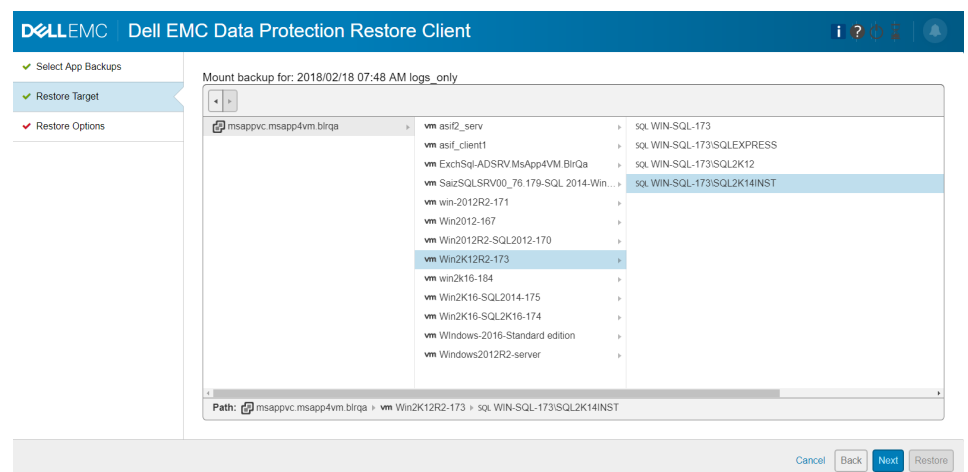 DELLEMC Dell EMC Data Protection Restore Client
Select App Backups
Restore Target
Restore Options
Mount backup for: 2018/02/18 07:48 AM logs_only
msappvc.msapp4vm.blrqa
vm asif2_serv
vm asif_client1
vm ExchSql-ADSRV.MsApp4VM.BlrQa
vm SaizSQLSRV00_76.179-SQL 2014-Win...
vm win-2012R2-171
vm Win2012-167
vm Win2012R2-SQL2012-170
vm Win2K12R2-173
vm win2k16-184
vm Win2K16-SQL2014-175
vm Win2K16-SQL2K16-174
vm WIndows-2016-Standard edition
vm Windows2012R2-server
SQL WIN-SQL-173
SQL WIN-SQL-173\SQLEXPRESS
SQL WIN-SQL-173\SQL2K12
SQL WIN-SQL-173\SQL2K14INST
Path: msappvc.msapp4vm.blrqa vm Win2K12R2-173 SQL WIN-SQL-173\SQL2K14INST
Cancel Back Next Restore